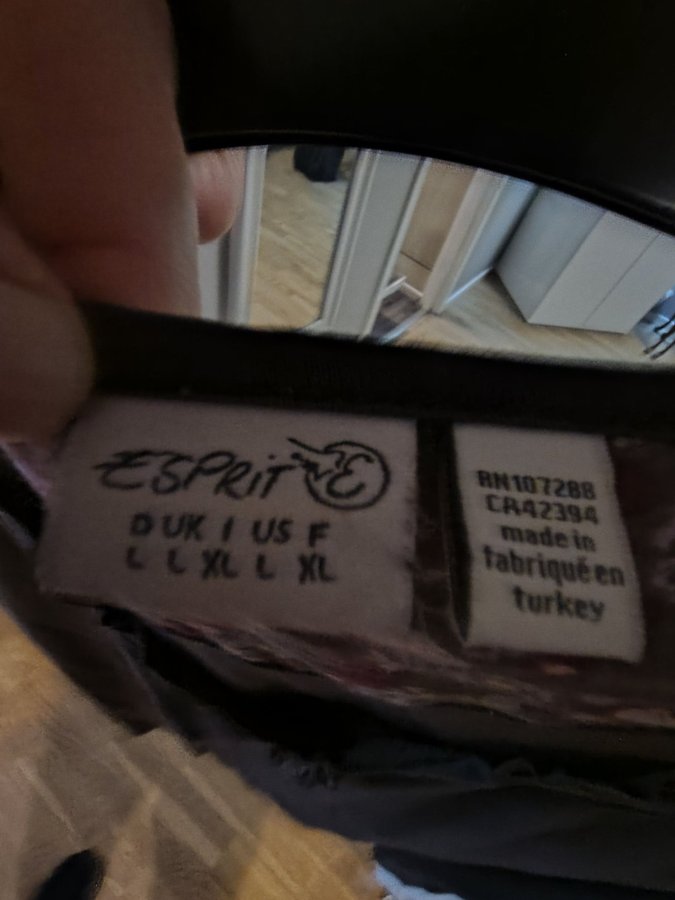 ESPRIT E
D UK I US F
L L XL L XL
RN107288
CA42394
made in
fabriqué en
turkey